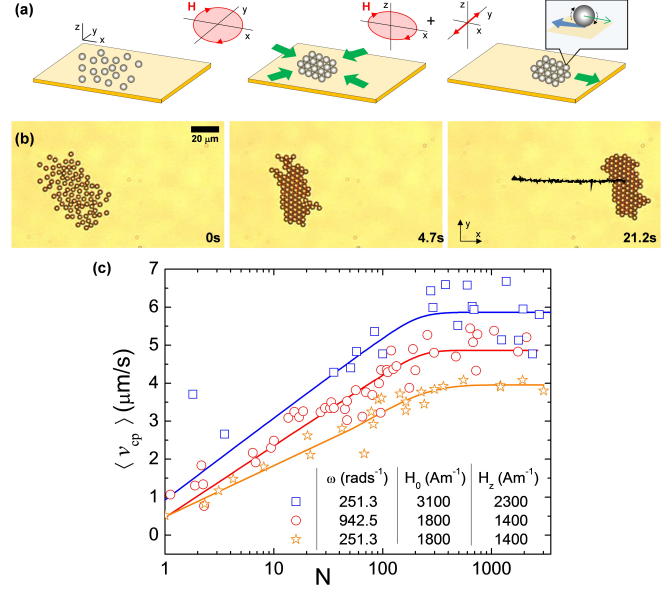 (a)
z
y
x
H
y
x
H
z
x
+
z
y
x
(b)
20 μm
0s
4.7s
y
x
21.2s
(c)
7
6
5
4
3
2
1
0
⟨ v cp ⟩ (μm/s)
1 10 100 1000
N
ω (rads⁻¹) H₀ (Am⁻¹) H_z (Am⁻¹)
251.3 3100 2300
942.5 1800 1400
251.3 1800 1400